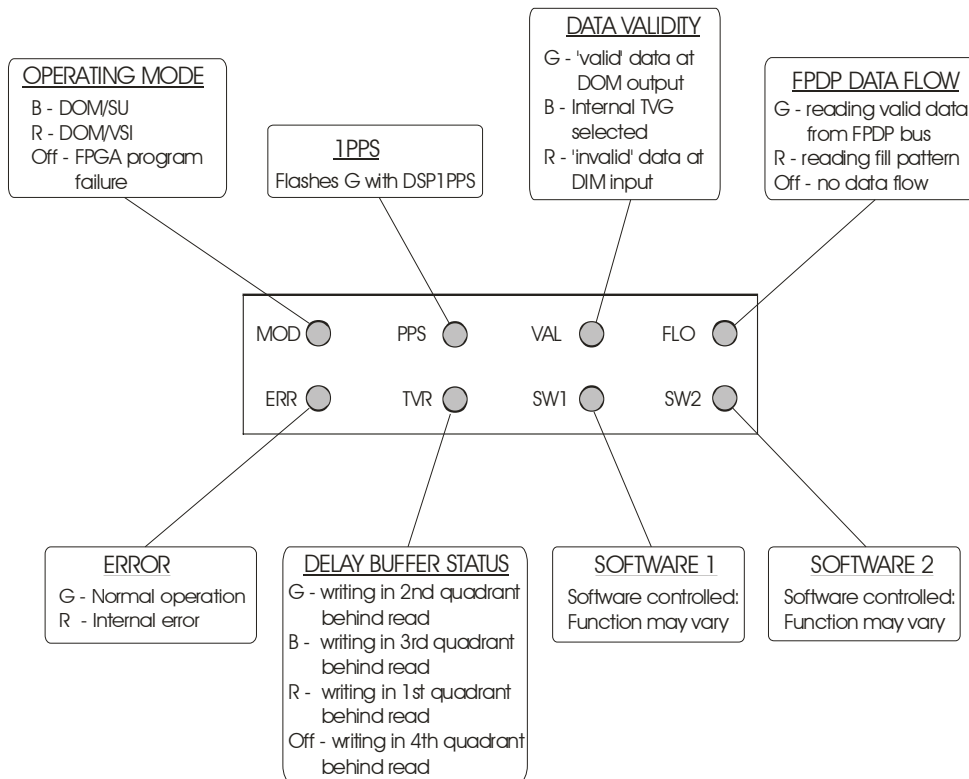 DATA VALIDITY
G - 'valid' data at
DOM output
B - Internal TVG
selected
R - 'invalid' data at
DIM input
OPERATING MODE
B - DOM/SU
R - DOM/VSI
Off - FPGA program
failure
FPDP DATA FLOW
G - reading valid data
from FPDP bus
R - reading fill pattern
Off - no data flow
1PPS
Flashes G with DSP1PPS
MOD
PPS
VAL
FLO
ERR
TVR
SW1
SW2
ERROR
G - Normal operation
R - Internal error
DELAY BUFFER STATUS
G - writing in 2nd quadrant
behind read
B - writing in 3rd quadrant
behind read
R - writing in 1st quadrant
behind read
Off - writing in 4th quadrant
behind read
SOFTWARE 1
Software controlled:
Function may vary
SOFTWARE 2
Software controlled:
Function may vary